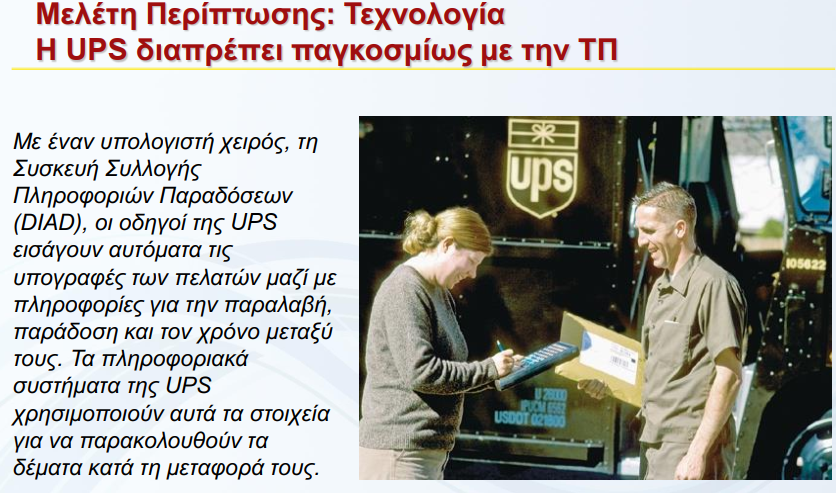 Μελέτη Περίπτωσης: Τεχνολογία
Η UPS διαπρέπει παγκοσμίως με την ΤΠ
Με έναν υπολογιστή χειρός, τη
Συσκευή Συλλογής
Πληροφοριών Παραδόσεων
(DIAD), οι οδηγοί της UPS
εισάγουν αυτόματα τις
υπογραφές των πελατών μαζί με
πληροφορίες για την παραλαβή,
παράδοση και τον χρόνο μεταξύ
τους. Τα πληροφοριακά
συστήματα της UPS
χρησιμοποιούν αυτά τα στοιχεία
για να παρακολουθούν τα
δέματα κατά τη μεταφορά τους.
ups
105622
USDOT